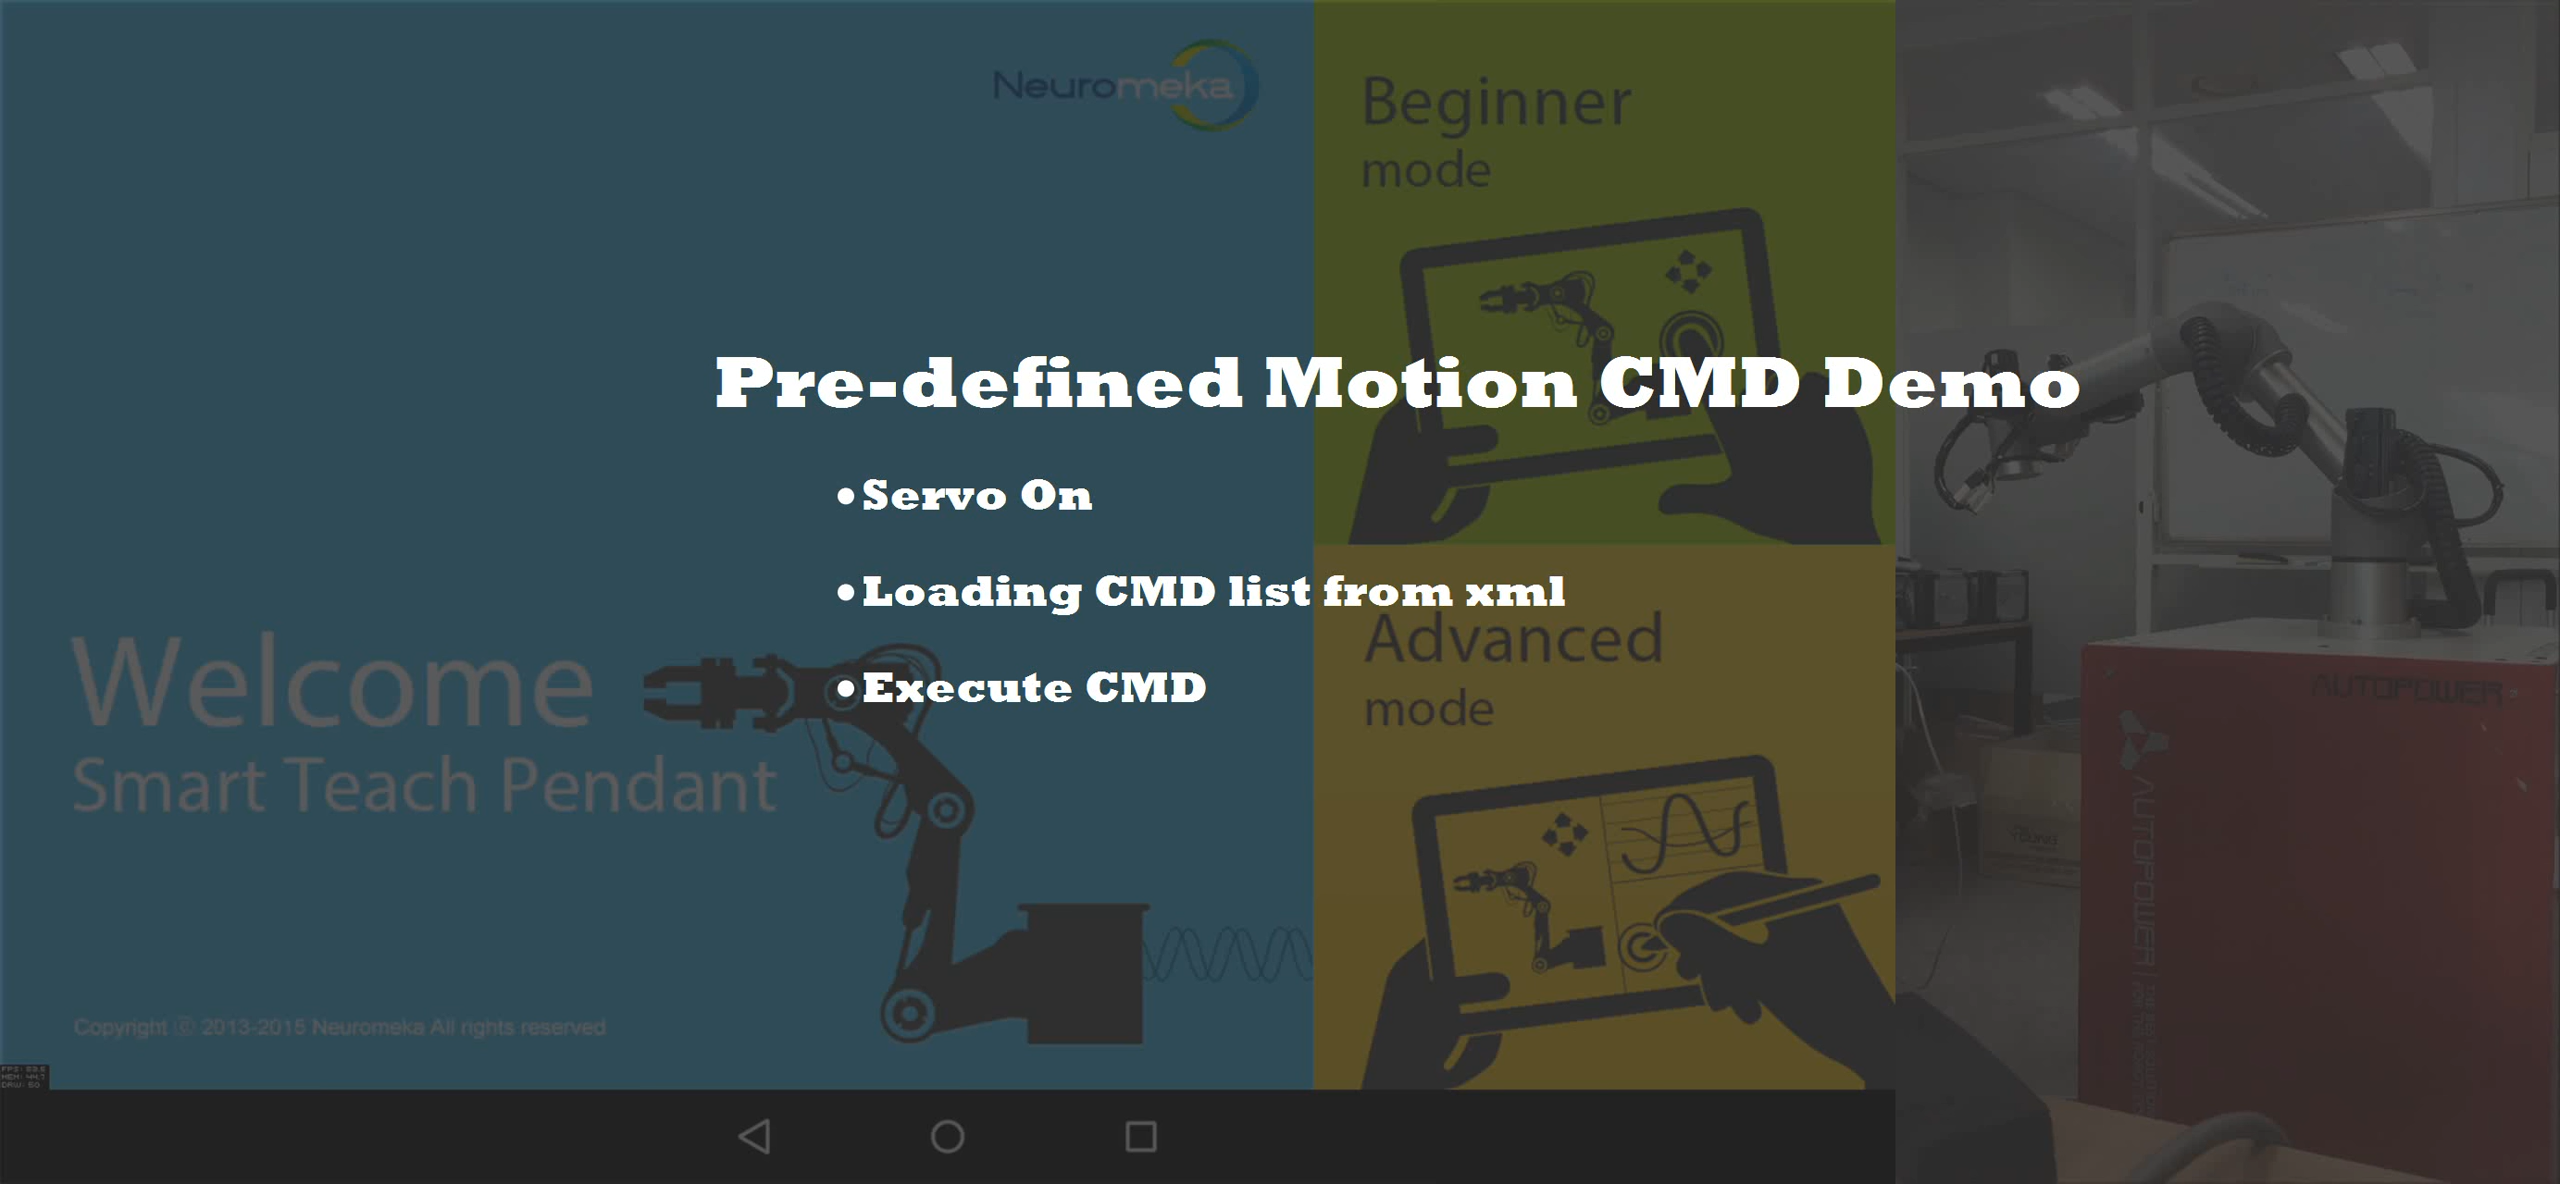 Neuromeka
Beginner
mode
Pre-defined Motion CMD Demo
•Servo On
•Loading CMD list from xml
•Execute CMD
Welcome
Smart Teach Pendant
Advanced
mode
Copyright ⓒ 2013-2015 Neuromeka All rights reserved
AUTOPOWER
AUTOPOWER